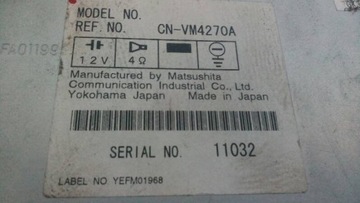 MODEL NO.
REF. NO. CN-VM4270A
12V 4Ω
Manufactured by Matsushita
Communication Industrial Co., Ltd.
Yokohama Japan Made in Japan
SERIAL NO. 11032
LABEL NO YEFM01968